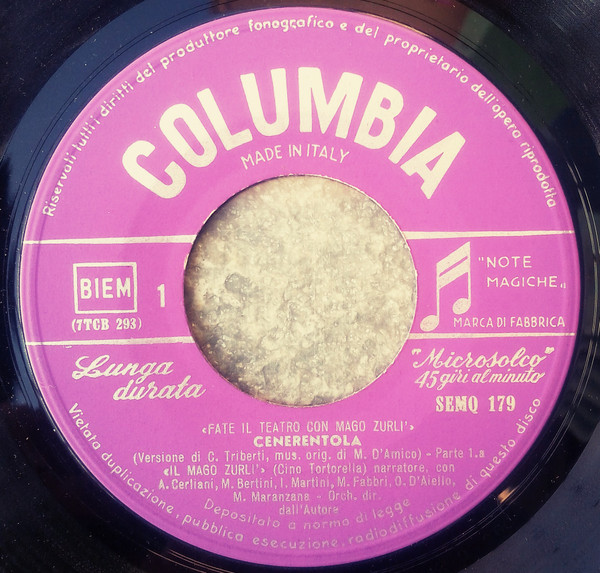 Riservati tutti i diritti del produttore fonografico e del proprietario dell'opera riprodotta
COLUMBIA
MADE IN ITALY
BIEM
1
(7TCB 293)
"NOTE
MAGICHE„
MARCA DI FABBRICA
Lunga
durata
"Microsolco"
45 giri al minuto
SEMQ 179
«FATE IL TEATRO CON MAGO ZURLI'»
CENERENTOLA
(Versione di C. Triberti, mus. orig. di M. D'Amico) - Parte 1.a
«IL MAGO ZURLI'» (Cino Tortorella) narratore, con
A. Cerliani, M. Bertini, I. Martini, M. Fabbri, O. D'Aiello,
M. Maranzana - Orch. dir.
dall'Autore
Depositato a norma di legge
Vietata duplicazione, pubblica esecuzione, radiodiffusione di questo disco